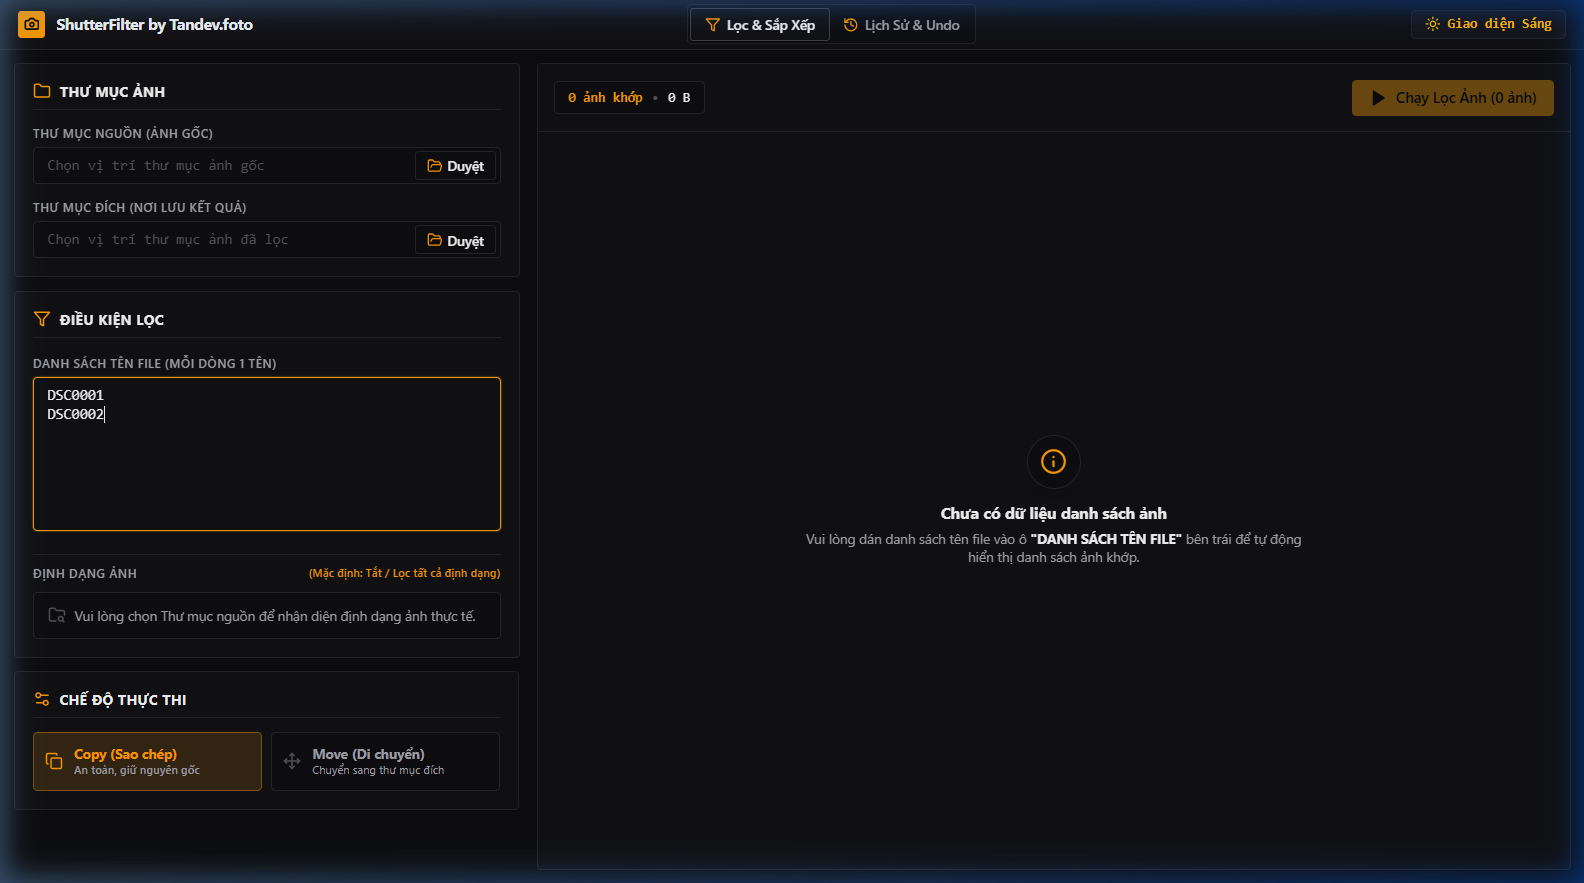 ShutterFilter by Tandev.foto
Lọc & Sắp Xếp
Lịch Sử & Undo
Giao diện Sáng
THƯ MỤC ẢNH
THƯ MỤC NGUỒN (ẢNH GỐC)
Chọn vị trí thư mục ảnh gốc
Duyệt
THƯ MỤC ĐÍCH (NƠI LƯU KẾT QUẢ)
Chọn vị trí thư mục ảnh đã lọc
Duyệt
ĐIỀU KIỆN LỌC
DANH SÁCH TÊN FILE (MỖI DÒNG 1 TÊN)
DSC0001
DSC0002
ĐỊNH DẠNG ẢNH
(Mặc định: Tắt / Lọc tất cả định dạng)
Vui lòng chọn Thư mục nguồn để nhận diện định dạng ảnh thực tế.
CHẾ ĐỘ THỰC THI
Copy (Sao chép)
An toàn, giữ nguyên gốc
Move (Di chuyển)
Chuyển sang thư mục đích
0 ảnh khớp • 0 B
Chạy Lọc Ảnh (0 ảnh)
Chưa có dữ liệu danh sách ảnh
Vui lòng dán danh sách tên file vào ô "DANH SÁCH TÊN FILE" bên trái để tự động
hiển thị danh sách ảnh khớp.